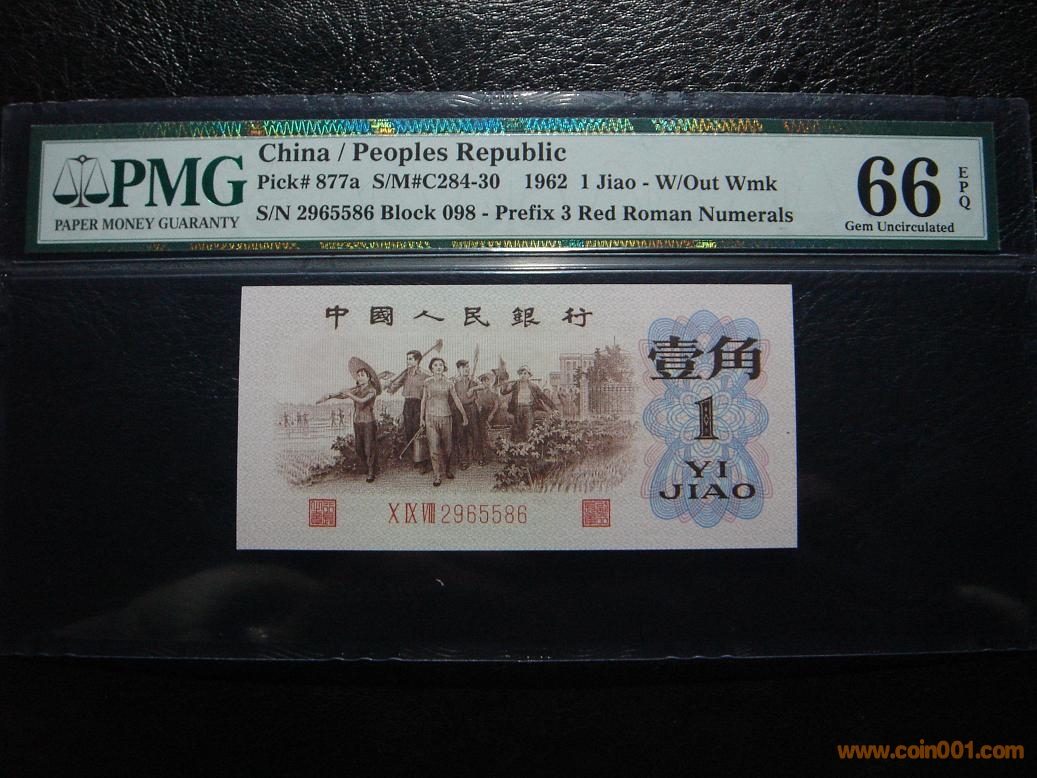 China / Peoples Republic
PMG
Pick# 877a S/M#C284-30 1962 1 Jiao - W/Out Wmk
PAPER MONEY GUARANTY
S/N 2965586 Block 098 - Prefix 3 Red Roman Numerals
66
EPQ
Gem Uncirculated
中國人民銀行
壹角
1
YI
JIAO
X IX VIII 2965586
www.coin001.com